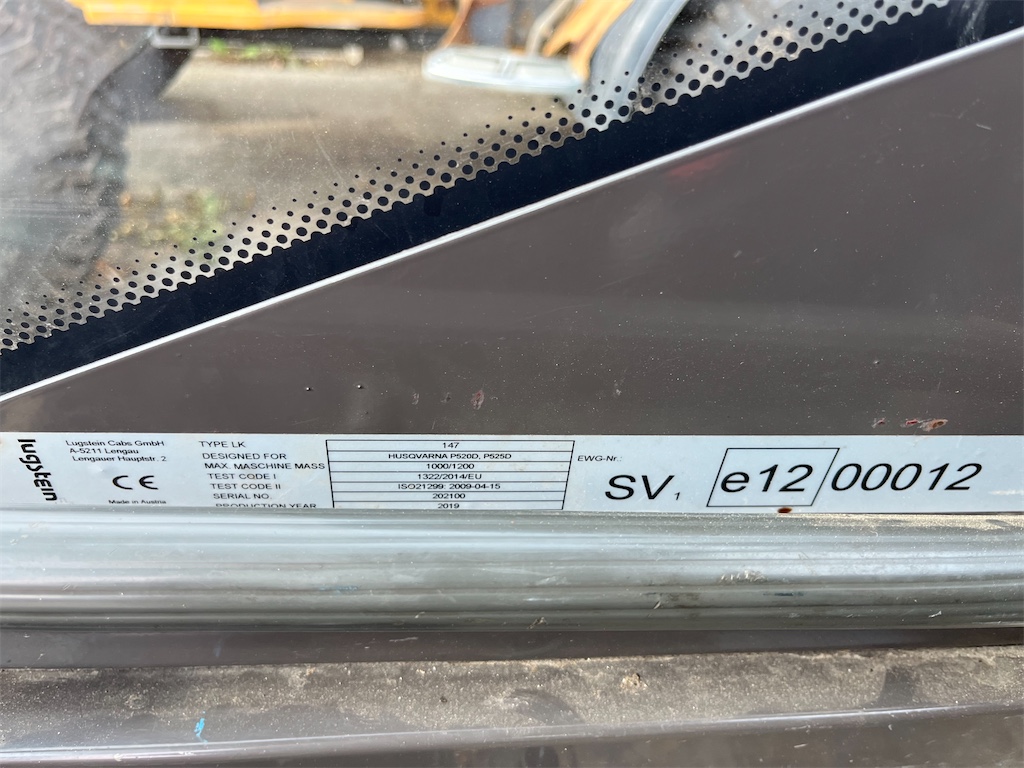 lugstein
Lugstein Cabs GmbH
A-5211 Lengau
Lengauer Hauptstr. 2
CE
Made in Austria
TYPE LK 147
DESIGNED FOR HUSQVARNA P520D, P525D
MAX. MASCHINE MASS 1000/1200
TEST CODE I 1322/2014/EU
TEST CODE II ISO21299: 2009-04-15
SERIAL NO. 202100
PRODUCTION YEAR 2019
EWG-Nr.:
SV1 e12 00012